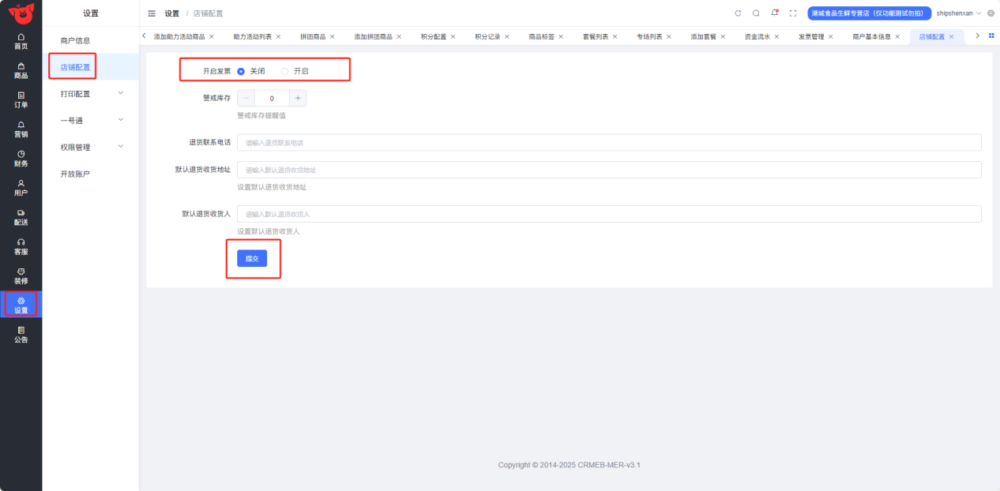 设置
设置 / 店铺配置
港城食品生鲜专营店（仅功能测试勿拍）
shipshenxan
首页
商品
订单
营销
财务
用户
配送
客服
装修
设置
公告
商户信息
店铺配置
打印配置
一号通
权限管理
开放账户
添加助力活动商品 × 助力活动列表 × 拼团商品 × 添加拼团商品 × 积分配置 × 积分记录 × 商品标签 × 套餐列表 × 专场列表 × 添加套餐 × 资金流水 × 发票管理 × 商户基本信息 × 店铺配置 ×
开启发票 关闭 开启
警戒库存 − 0 +
警戒库存提醒值
退货联系电话 请输入退货联系电话
默认退货收货地址 请输入默认退货收货地址
设置默认退货收货地址
默认退货收货人 请输入默认退货收货人
设置默认退货收货人
提交
Copyright © 2014-2025 CRMEB-MER-v3.1